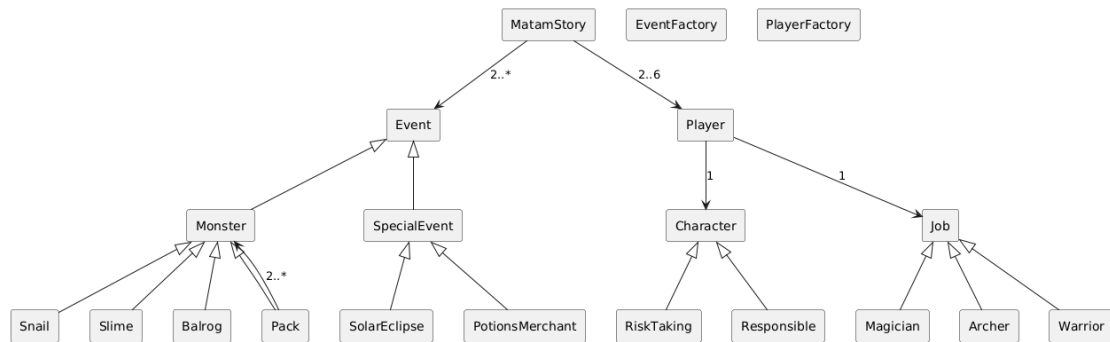 MatamStory
EventFactory
PlayerFactory
2..*
2..6
Event
Player
1
1
Monster
SpecialEvent
Character
Job
2..*
Snail
Slime
Balrog
Pack
SolarEclipse
PotionsMerchant
RiskTaking
Responsible
Magician
Archer
Warrior